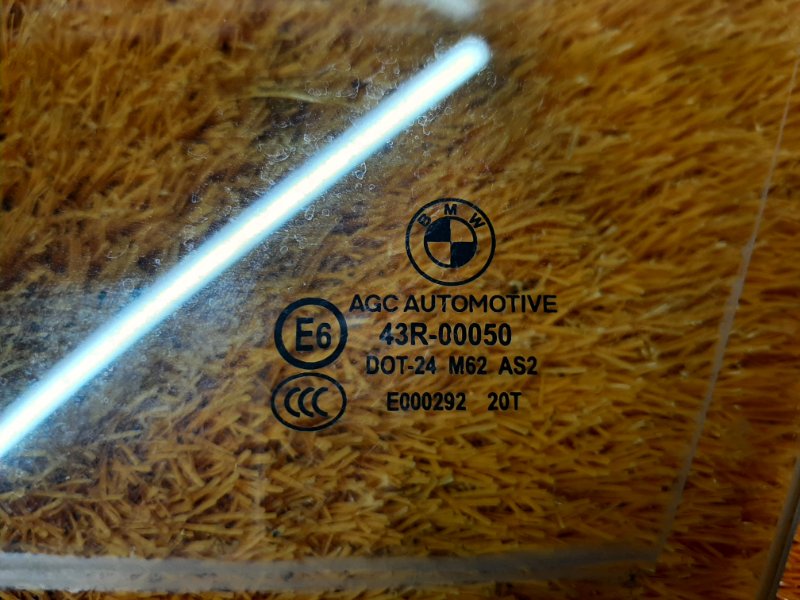 BMW
AGC AUTOMOTIVE
E6 43R-00050
DOT-24 M62 AS2
CCC E000292 20T